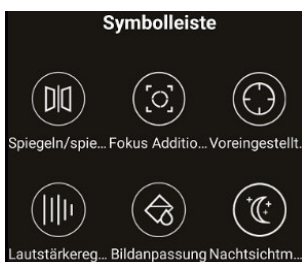 Symbolleiste
Spiegeln/spie... Fokus Additio... Voreingestellt.
Lautstärkereg... Bildanpassung Nachtsichtm...